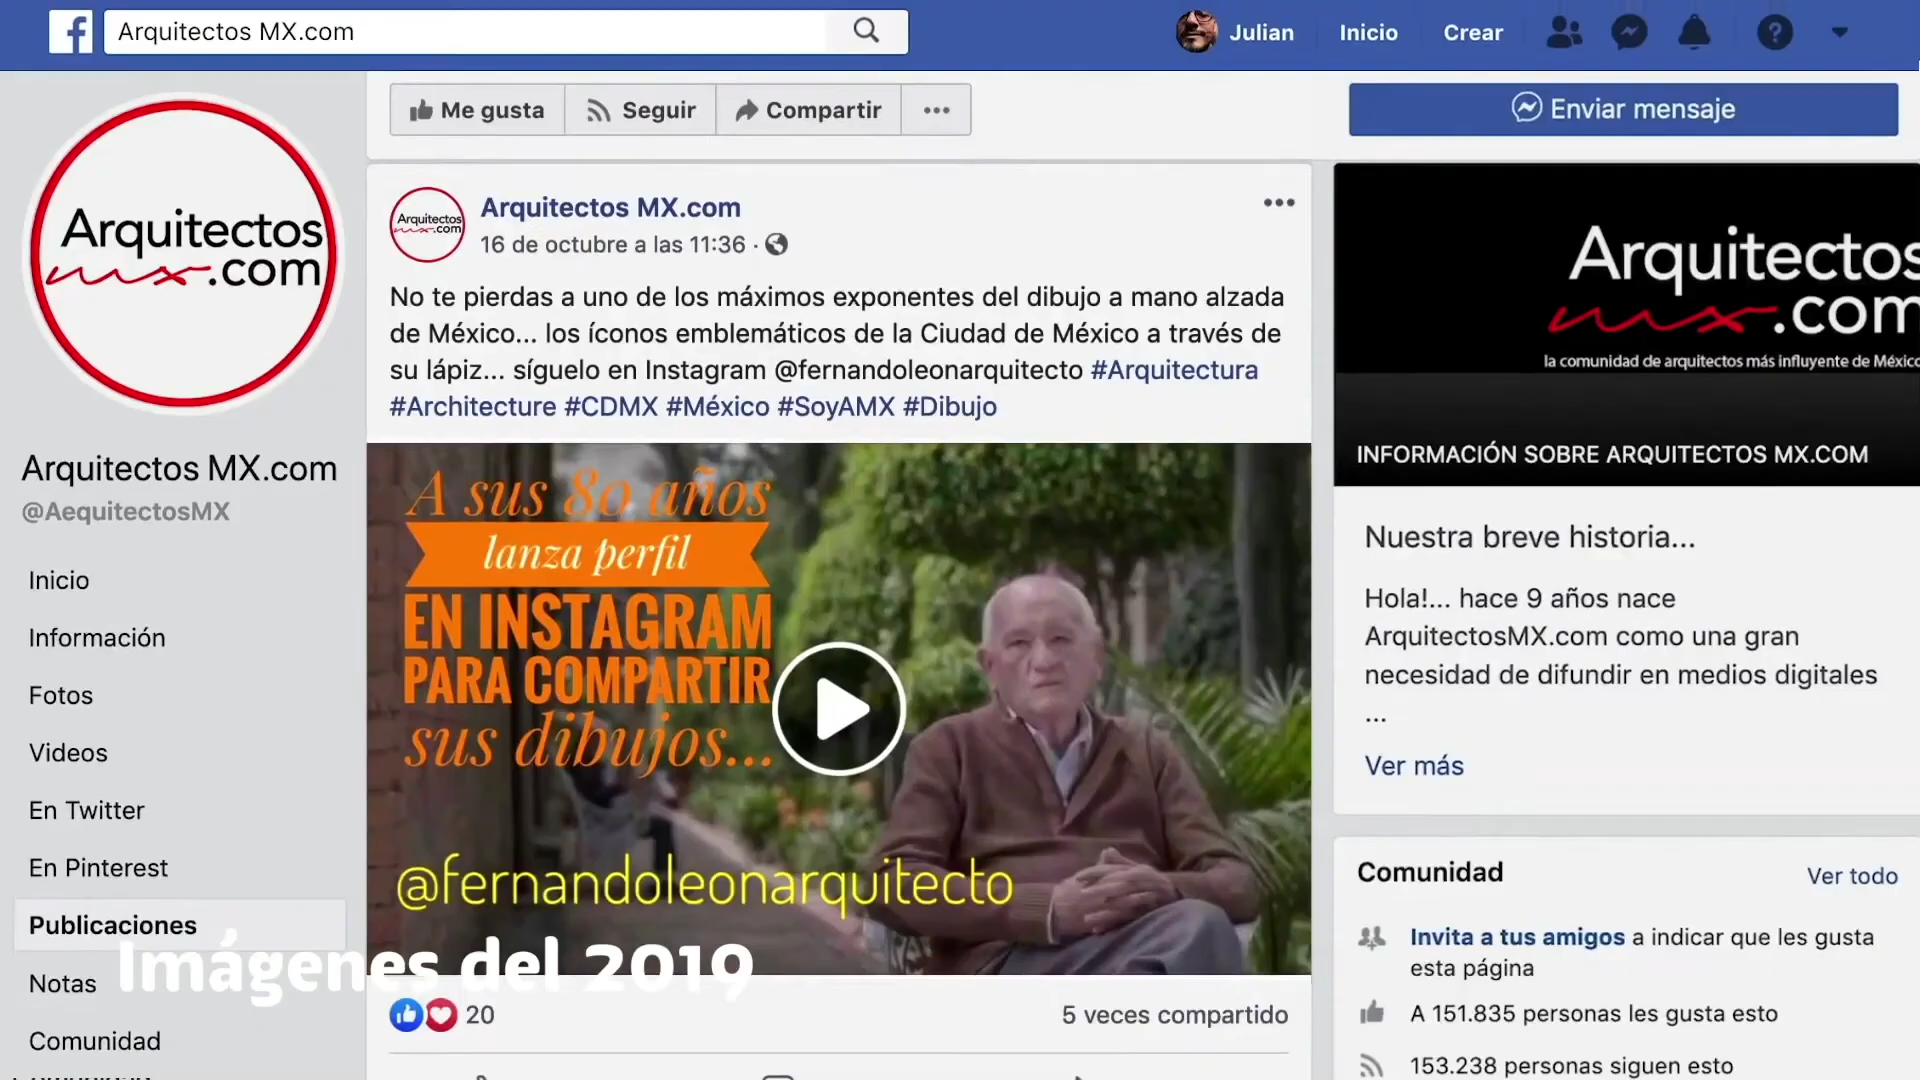 Arquitectos MX.com
Julian
Inicio
Crear
Arquitectos
mx.com
Arquitectos MX.com
@AequitectosMX
Inicio
Información
Fotos
Videos
En Twitter
En Pinterest
Publicaciones
Notas
Comunidad
Me gusta
Seguir
Compartir
Enviar mensaje
Arquitectos
mx.com
Arquitectos MX.com
16 de octubre a las 11:36 ·
No te pierdas a uno de los máximos exponentes del dibujo a mano alzada
de México... los íconos emblemáticos de la Ciudad de México a través de
su lápiz... síguelo en Instagram @fernandoleonarquitecto #Arquitectura
#Architecture #CDMX #México #SoyAMX #Dibujo
A sus 80 años
lanza perfil
EN INSTAGRAM
PARA COMPARTIR
sus dibujos...
@fernandoleonarquitecto
Imágenes del 2019
20
5 veces compartido
Arquitectos
mx.com
la comunidad de arquitectos más influyente de México
INFORMACIÓN SOBRE ARQUITECTOS MX.COM
Nuestra breve historia...
Hola!... hace 9 años nace
ArquitectosMX.com como una gran
necesidad de difundir en medios digitales
...
Ver más
Comunidad
Ver todo
Invita a tus amigos a indicar que les gusta
esta página
A 151.835 personas les gusta esto
153.238 personas siguen esto